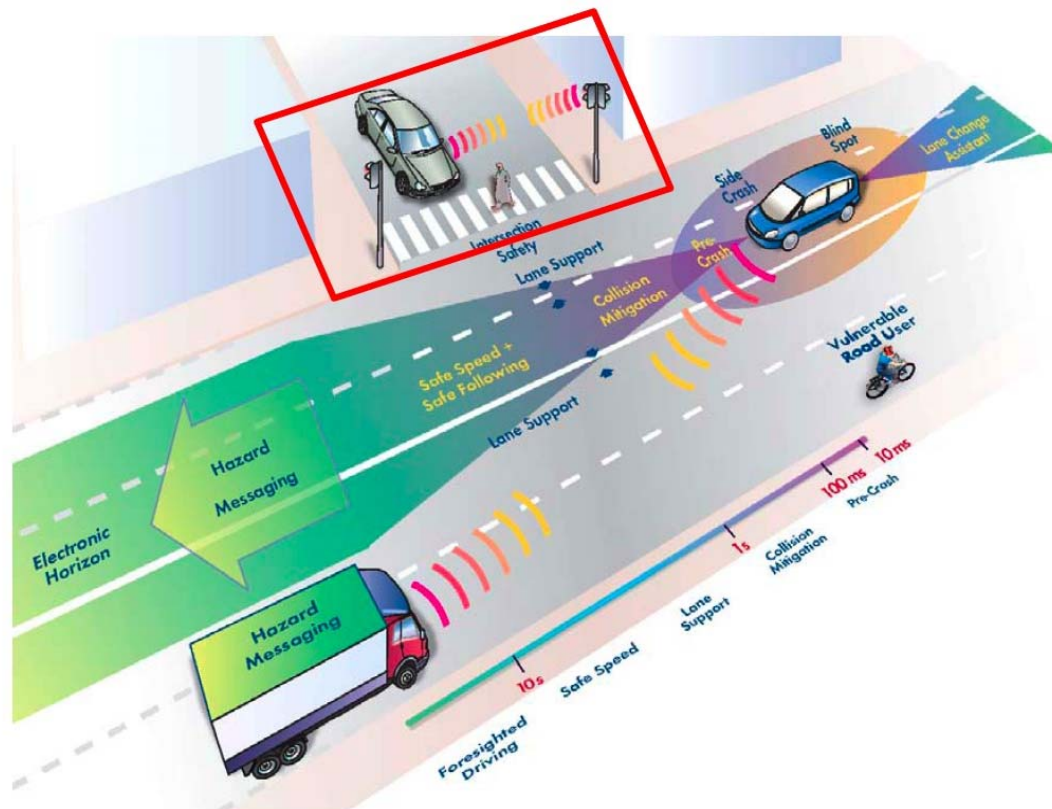 Intersection
Safety
Lane Support
Side
Crash
Blind
Spot
Lane Change
Assistant
Pre-
Crash
Collision
Mitigation
Safe Speed +
Safe Following
Lane Support
Vulnerable
Road User
Hazard
Messaging
Electronic
Horizon
Hazard
Messaging
10 ms
100 ms
1s
10s
Pre-Crash
Collision
Mitigation
Lane
Support
Safe Speed
Foresighted
Driving